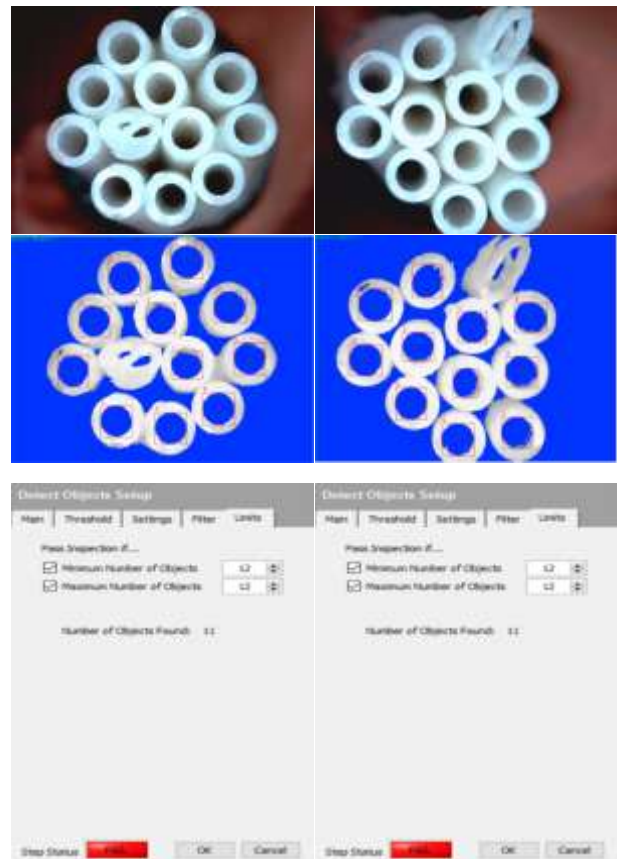 Detect Objects Setup
Main Threshold Settings Filter Limits
Pass Inspection if...
Minimum Number of Objects 12
Maximum Number of Objects 12
Number of Objects Found: 11
Step Status FAIL OK Cancel
Detect Objects Setup
Main Threshold Settings Filter Limits
Pass Inspection if...
Minimum Number of Objects 12
Maximum Number of Objects 12
Number of Objects Found: 11
Step Status FAIL OK Cancel